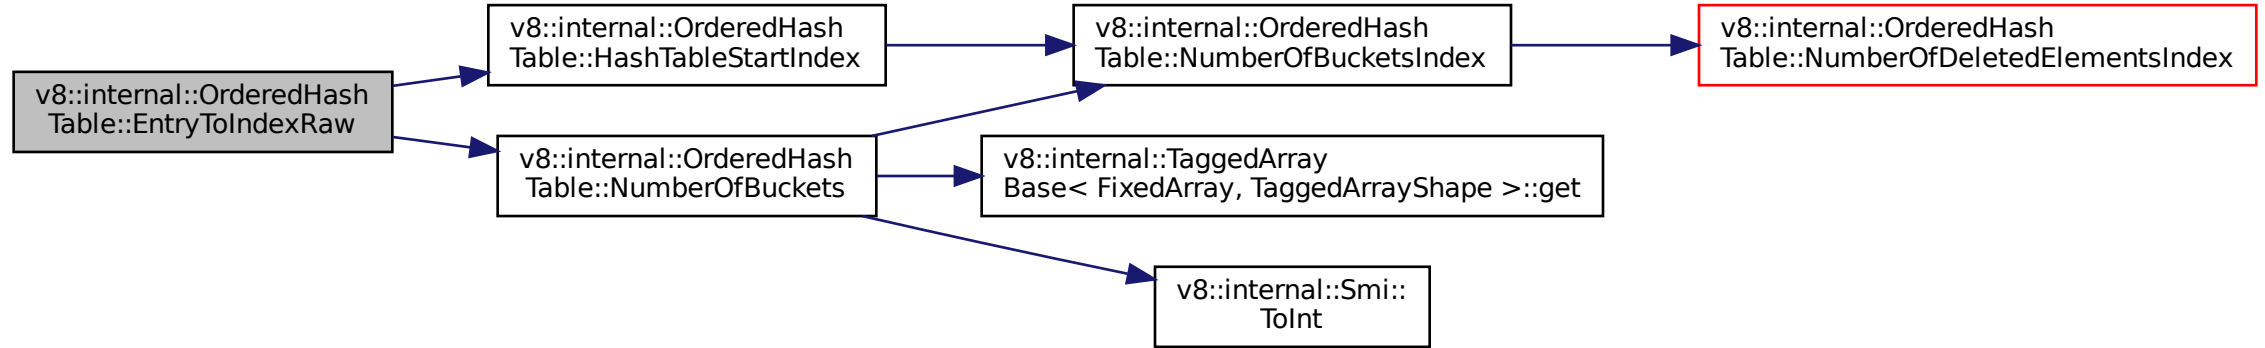 v8::internal::OrderedHash
Table::EntryToIndexRaw
v8::internal::OrderedHash
Table::HashTableStartIndex
v8::internal::OrderedHash
Table::NumberOfBuckets
v8::internal::OrderedHash
Table::NumberOfBucketsIndex
v8::internal::TaggedArray
Base< FixedArray, TaggedArrayShape >::get
v8::internal::Smi::
ToInt
v8::internal::OrderedHash
Table::NumberOfDeletedElementsIndex